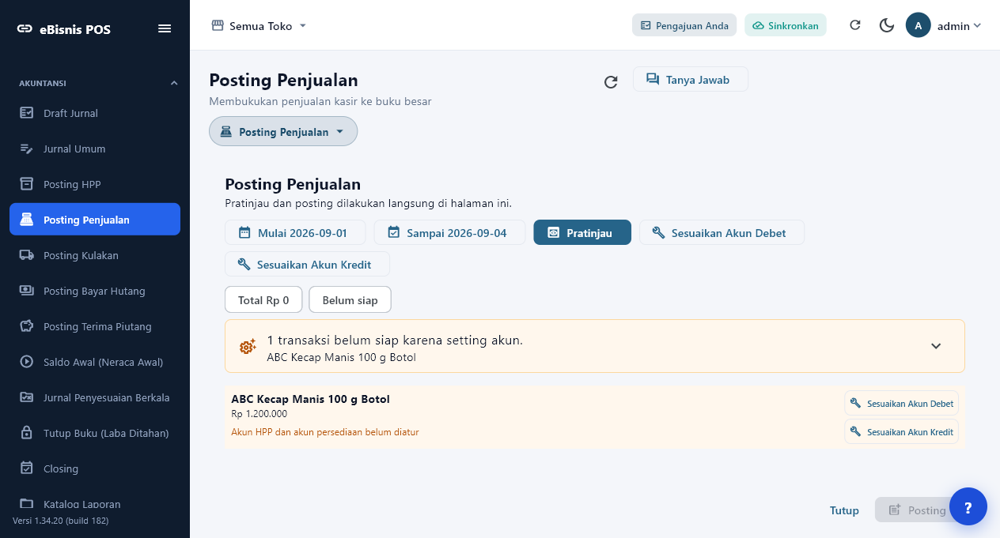 eBisnis POS
Semua Toko
Pengajuan Anda
Sinkronkan
A
admin
AKUNTANSI
Draft Jurnal
Jurnal Umum
Posting HPP
Posting Penjualan
Posting Kulakan
Posting Bayar Hutang
Posting Terima Piutang
Saldo Awal (Neraca Awal)
Jurnal Penyesuaian Berkala
Tutup Buku (Laba Ditahan)
Closing
Katalog Laporan
Versi 1.34.20 (build 182)
Posting Penjualan
Membukukan penjualan kasir ke buku besar
Tanya Jawab
Posting Penjualan
Posting Penjualan
Pratinjau dan posting dilakukan langsung di halaman ini.
Mulai 2026-09-01
Sampai 2026-09-04
Pratinjau
Sesuaikan Akun Debet
Sesuaikan Akun Kredit
Total Rp 0
Belum siap
1 transaksi belum siap karena setting akun.
ABC Kecap Manis 100 g Botol
ABC Kecap Manis 100 g Botol
Rp 1.200.000
Akun HPP dan akun persediaan belum diatur
Sesuaikan Akun Debet
Sesuaikan Akun Kredit
Tutup
Posting
?